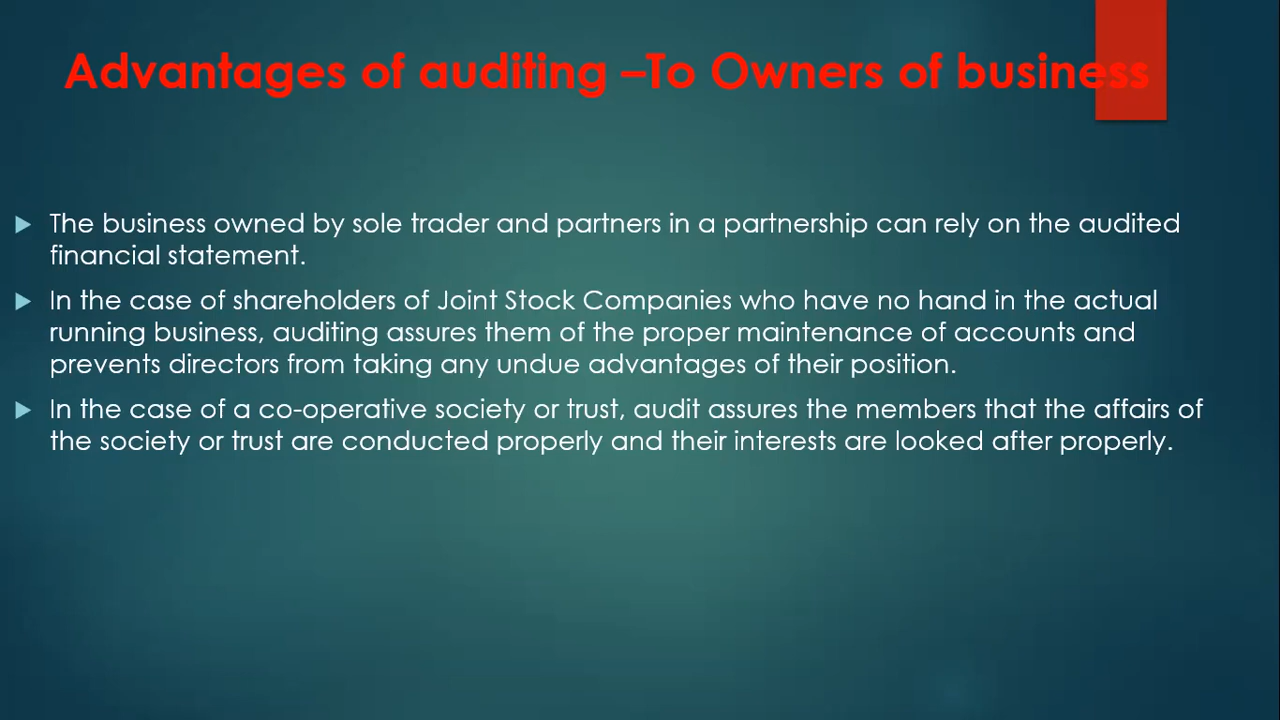 Advantages of auditing –To Owners of business
The business owned by sole trader and partners in a partnership can rely on the audited
financial statement.
In the case of shareholders of Joint Stock Companies who have no hand in the actual
running business, auditing assures them of the proper maintenance of accounts and
prevents directors from taking any undue advantages of their position.
In the case of a co-operative society or trust, audit assures the members that the affairs of
the society or trust are conducted properly and their interests are looked after properly.